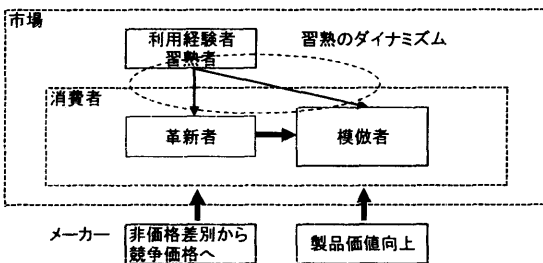 市場
利用経験者
習熟者
習熟のダイナミズム
消費者
革新者
模倣者
メーカー
非価格差別から
競争価格へ
製品価値向上